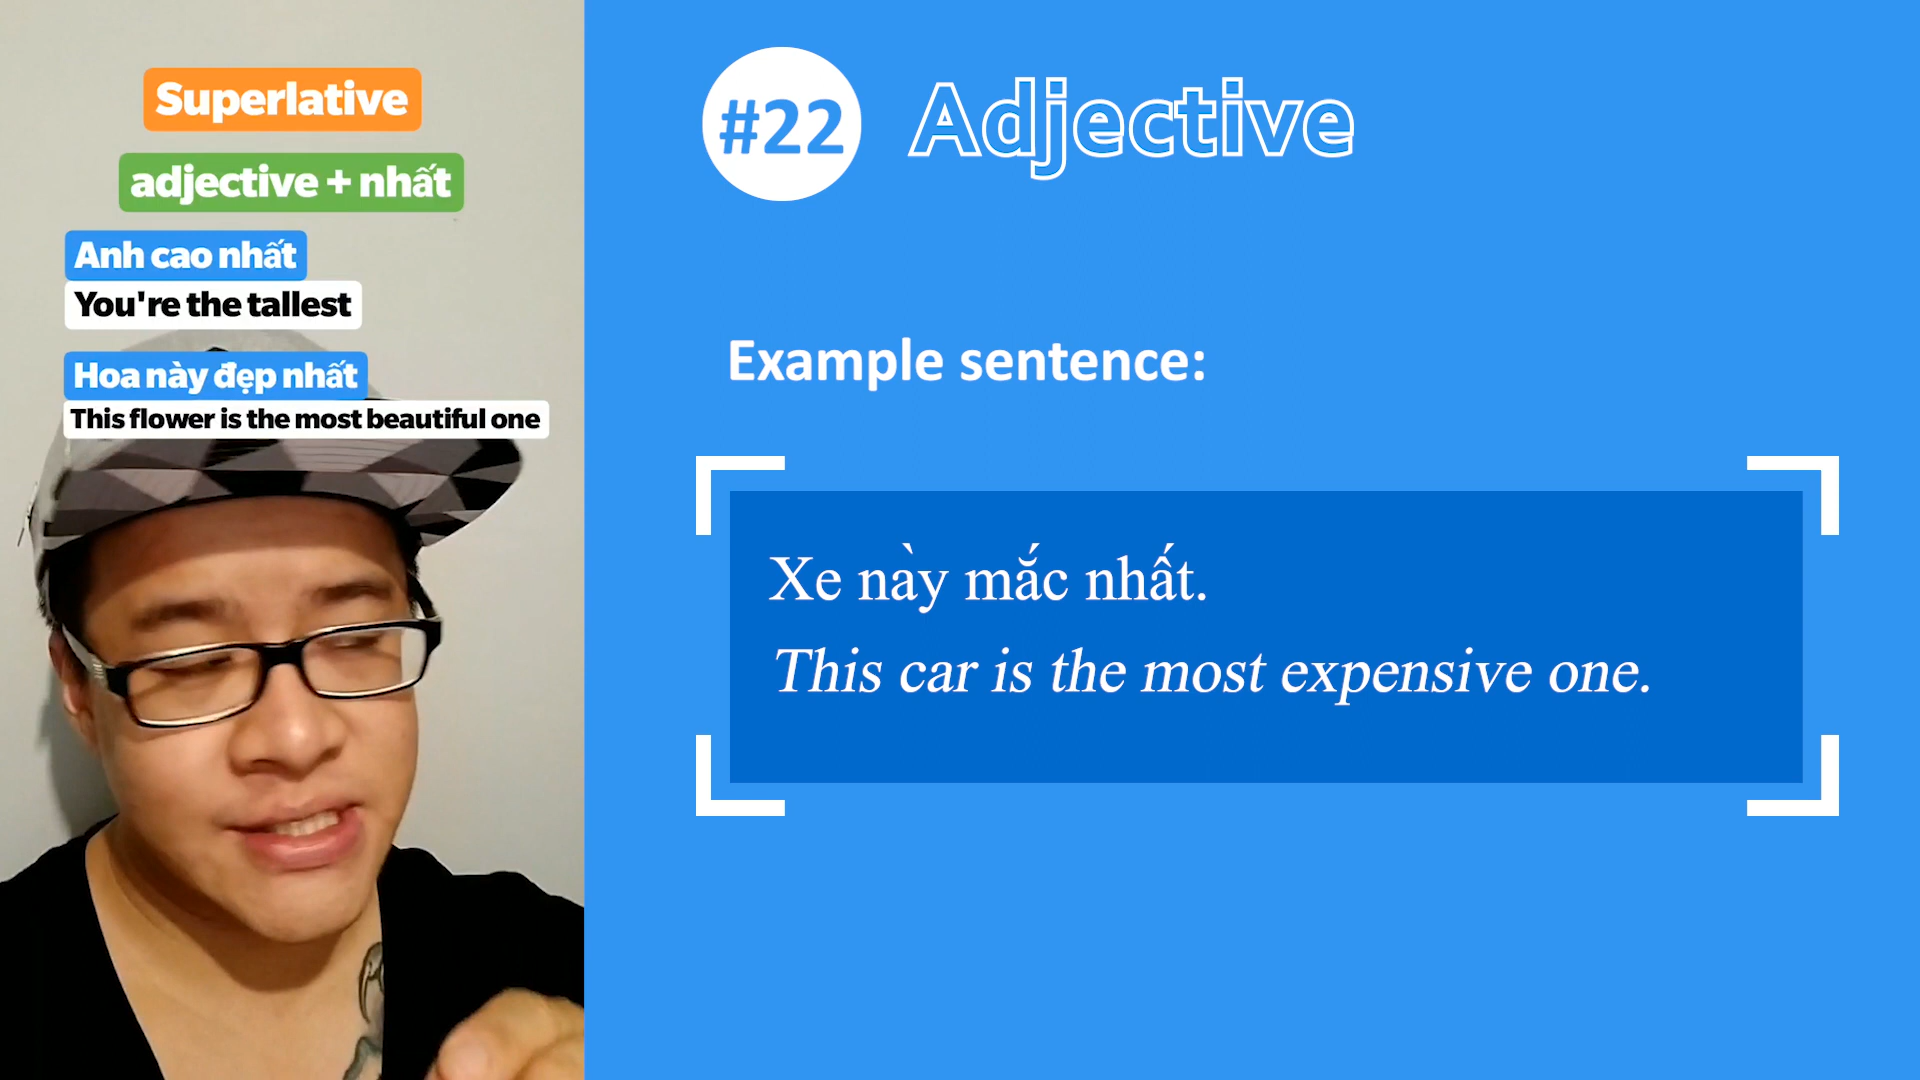 Superlative
adjective + nhất
Anh cao nhất
You're the tallest
Hoa này đẹp nhất
This flower is the most beautiful one
#22 Adjective
Example sentence:
Xe này mắc nhất.
This car is the most expensive one.